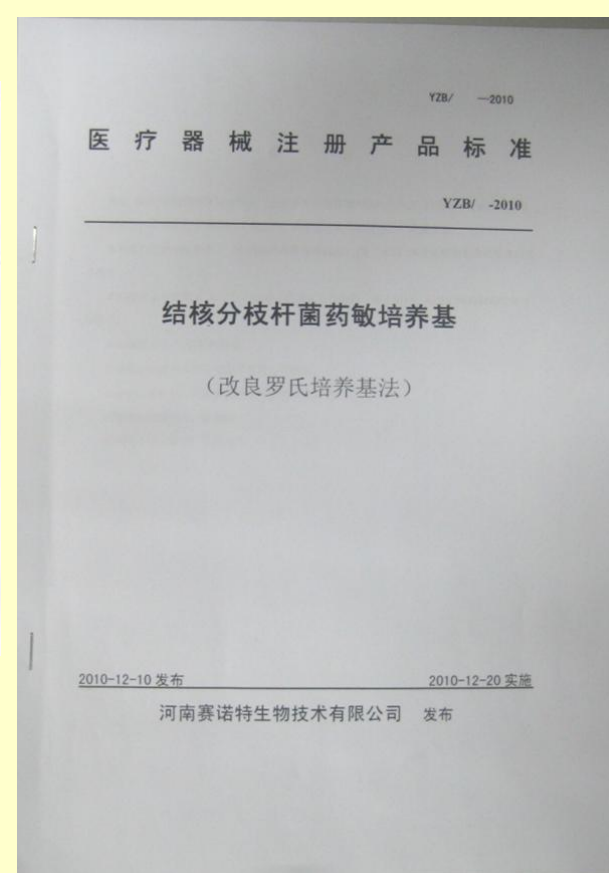 YZB/ —2010
医疗器械注册产品标准
YZB/ -2010
结核分枝杆菌药敏培养基
（改良罗氏培养基法）
2010-12-10 发布 2010-12-20 实施
河南赛诺特生物技术有限公司 发布